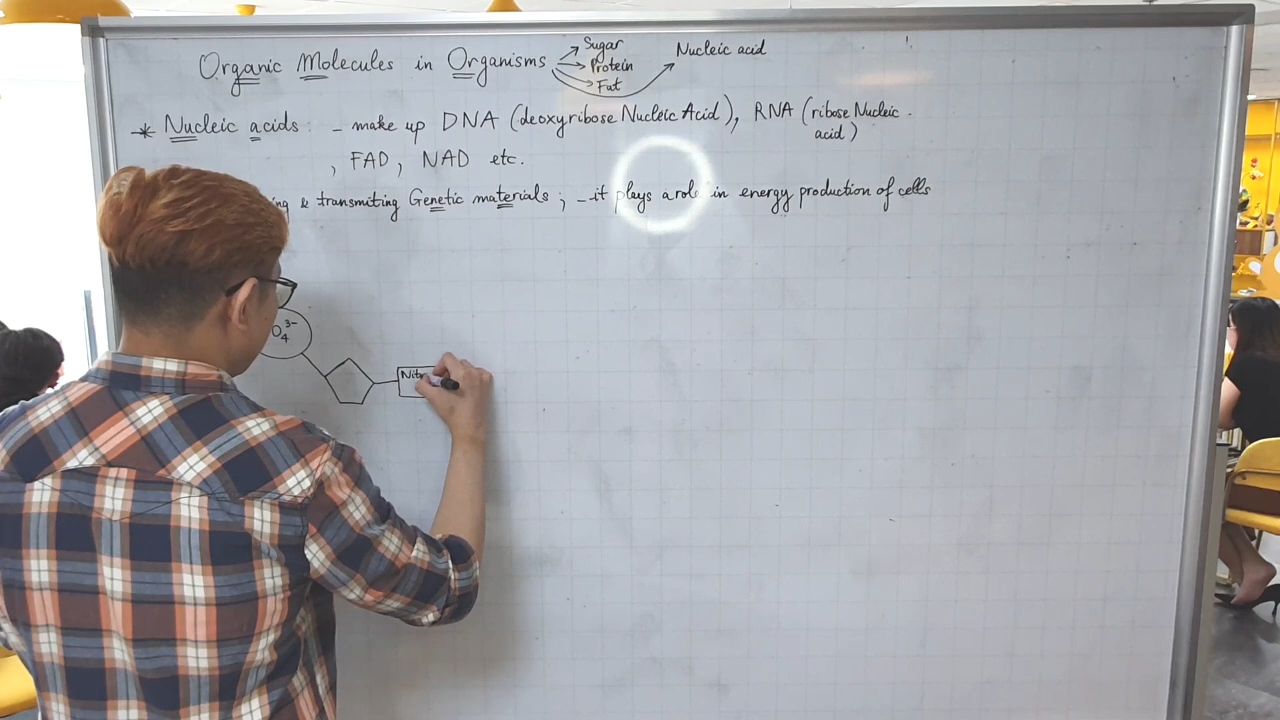 Organic Molecules in Organisms
Sugar
Protein
Fat
Nucleic acid
* Nucleic acids: - make up DNA (deoxyribose Nucleic Acid), RNA (ribose Nucleic acid)
, FAD, NAD etc.
& transmiting Genetic materials ; - it plays a role in energy production of cells
O₄³⁻